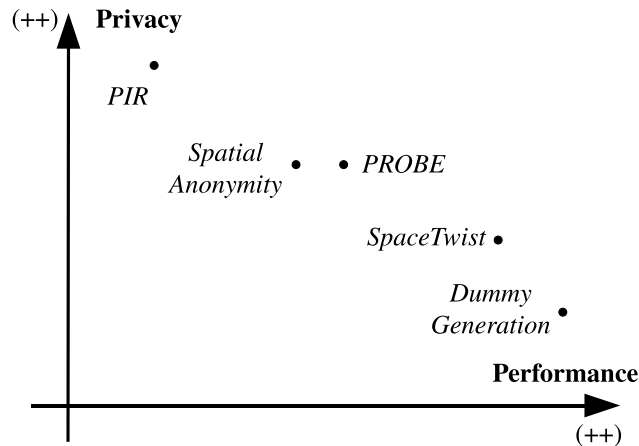 (++) Privacy
PIR
Spatial
Anonymity
PROBE
SpaceTwist
Dummy
Generation
Performance
(++)